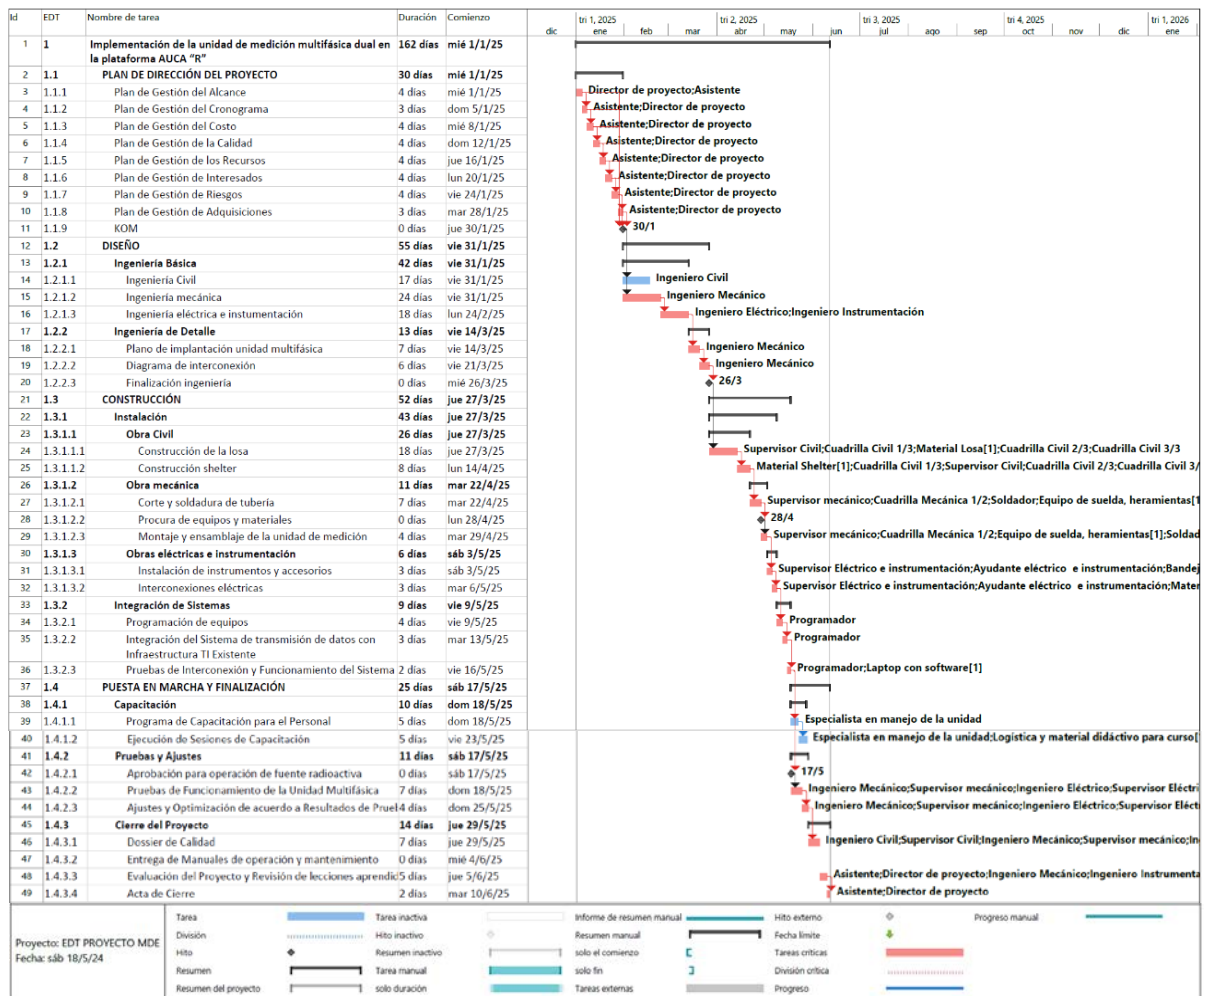 Id EDT Nombre de tarea Duración Comienzo tri 1, 2025 tri 2, 2025 tri 3, 2025 tri 4, 2025 tri 1, 2026
dic ene feb mar abr may jun jul ago sep oct nov dic ene
1 1 Implementación de la unidad de medición multifásica dual en 162 días mié 1/1/25
la plataforma AUCA “R”
2 1.1 PLAN DE DIRECCIÓN DEL PROYECTO 30 días mié 1/1/25
3 1.1.1 Plan de Gestión del Alcance 4 días mié 1/1/25 Director de proyecto;Asistente
4 1.1.2 Plan de Gestión del Cronograma 3 días dom 5/1/25 Asistente;Director de proyecto
5 1.1.3 Plan de Gestión del Costo 4 días mié 8/1/25 Asistente;Director de proyecto
6 1.1.4 Plan de Gestión de la Calidad 4 días dom 12/1/25 Asistente;Director de proyecto
7 1.1.5 Plan de Gestión de los Recursos 4 días jue 16/1/25 Asistente;Director de proyecto
8 1.1.6 Plan de Gestión de Interesados 4 días lun 20/1/25 Asistente;Director de proyecto
9 1.1.7 Plan de Gestión de Riesgos 4 días vie 24/1/25 Asistente;Director de proyecto
10 1.1.8 Plan de Gestión de Adquisiciones 3 días mar 28/1/25 Asistente;Director de proyecto
11 1.1.9 KOM 0 días jue 30/1/25 30/1
12 1.2 DISEÑO 55 días vie 31/1/25
13 1.2.1 Ingeniería Básica 42 días vie 31/1/25
14 1.2.1.1 Ingeniería Civil 17 días vie 31/1/25 Ingeniero Civil
15 1.2.1.2 Ingeniería mecánica 24 días vie 31/1/25 Ingeniero Mecánico
16 1.2.1.3 Ingeniería eléctrica e instumentación 18 días lun 24/2/25 Ingeniero Eléctrico;Ingeniero Instrumentación
17 1.2.2 Ingeniería de Detalle 13 días vie 14/3/25
18 1.2.2.1 Plano de implantación unidad multifásica 7 días vie 14/3/25 Ingeniero Mecánico
19 1.2.2.2 Diagrama de interconexión 6 días vie 21/3/25 Ingeniero Mecánico
20 1.2.2.3 Finalización ingeniería 0 días mié 26/3/25 26/3
21 1.3 CONSTRUCCIÓN 52 días jue 27/3/25
22 1.3.1 Instalación 43 días jue 27/3/25
23 1.3.1.1 Obra Civil 26 días jue 27/3/25
24 1.3.1.1.1 Construcción de la losa 18 días jue 27/3/25 Supervisor Civil;Cuadrilla Civil 1/3;Material Losa[1];Cuadrilla Civil 2/3;Cuadrilla Civil 3/3
25 1.3.1.1.2 Construcción shelter 8 días lun 14/4/25 Material Shelter[1];Cuadrilla Civil 1/3;Supervisor Civil;Cuadrilla Civil 2/3;Cuadrilla Civil 3/
26 1.3.1.2 Obra mecánica 11 días mar 22/4/25
27 1.3.1.2.1 Corte y soldadura de tubería 7 días mar 22/4/25 Supervisor mecánico;Cuadrilla Mecánica 1/2;Soldador;Equipo de suelda, heramientas[1
28 1.3.1.2.2 Procura de equipos y materiales 0 días lun 28/4/25 28/4
29 1.3.1.2.3 Montaje y ensamblaje de la unidad de medición 4 días mar 29/4/25 Supervisor mecánico;Cuadrilla Mecánica 1/2;Equipo de suelda, heramientas[1];Soldad
30 1.3.1.3 Obras eléctricas e instrumentación 6 días sáb 3/5/25
31 1.3.1.3.1 Instalación de instrumentos y accesorios 3 días sáb 3/5/25 Supervisor Eléctrico e instrumentación;Ayudante eléctrico e instrumentación;Bandej
32 1.3.1.3.2 Interconexiones eléctricas 3 días mar 6/5/25 Supervisor Eléctrico e instrumentación;Ayudante eléctrico e instrumentación;Mater
33 1.3.2 Integración de Sistemas 9 días vie 9/5/25
34 1.3.2.1 Programación de equipos 4 días vie 9/5/25 Programador
35 1.3.2.2 Integración del Sistema de transmisión de datos con 3 días mar 13/5/25 Programador
Infraestructura TI Existente
36 1.3.2.3 Pruebas de Interconexión y Funcionamiento del Sistema 2 días vie 16/5/25 Programador;Laptop con software[1]
37 1.4 PUESTA EN MARCHA Y FINALIZACIÓN 25 días sáb 17/5/25
38 1.4.1 Capacitación 10 días dom 18/5/25
39 1.4.1.1 Programa de Capacitación para el Personal 5 días dom 18/5/25 Especialista en manejo de la unidad
40 1.4.1.2 Ejecución de Sesiones de Capacitación 5 días vie 23/5/25 Especialista en manejo de la unidad;Logística y material didáctivo para curso[
41 1.4.2 Pruebas y Ajustes 11 días sáb 17/5/25
42 1.4.2.1 Aprobación para operación de fuente radioactiva 0 días sáb 17/5/25 17/5
43 1.4.2.2 Pruebas de Funcionamiento de la Unidad Multifásica 7 días dom 18/5/25 Ingeniero Mecánico;Supervisor mecánico;Ingeniero Eléctrico;Supervisor Eléctri
44 1.4.2.3 Ajustes y Optimización de acuerdo a Resultados de Pruel 4 días dom 25/5/25 Ingeniero Mecánico;Supervisor mecánico;Ingeniero Eléctrico;Supervisor Eléct
45 1.4.3 Cierre del Proyecto 14 días jue 29/5/25
46 1.4.3.1 Dossier de Calidad 7 días jue 29/5/25 Ingeniero Civil;Supervisor Civil;Ingeniero Mecánico;Supervisor mecánico;In
47 1.4.3.2 Entrega de Manuales de operación y mantenimiento 0 días mié 4/6/25
48 1.4.3.3 Evaluación del Proyecto y Revisión de lecciones aprendid 5 días jue 5/6/25 Asistente;Director de proyecto;Ingeniero Mecánico;Ingeniero Instrumenta
49 1.4.3.4 Acta de Cierre 2 días mar 10/6/25 Asistente;Director de proyecto
Proyecto: EDT PROYECTO MDE
Fecha: sáb 18/5/24
Tarea Tarea inactiva Informe de resumen manual Hito externo Progreso manual
División Hito inactivo Resumen manual Fecha límite
Hito Resumen inactivo solo el comienzo Tareas críticas
Resumen Tarea manual solo fin División crítica
Resumen del proyecto solo duración Tareas externas Progreso